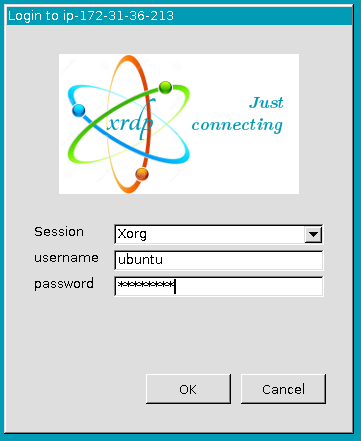 Login to ip-172-31-36-213
xrdp
Just
connecting
Session
Xorg
username
ubuntu
password
********
OK
Cancel